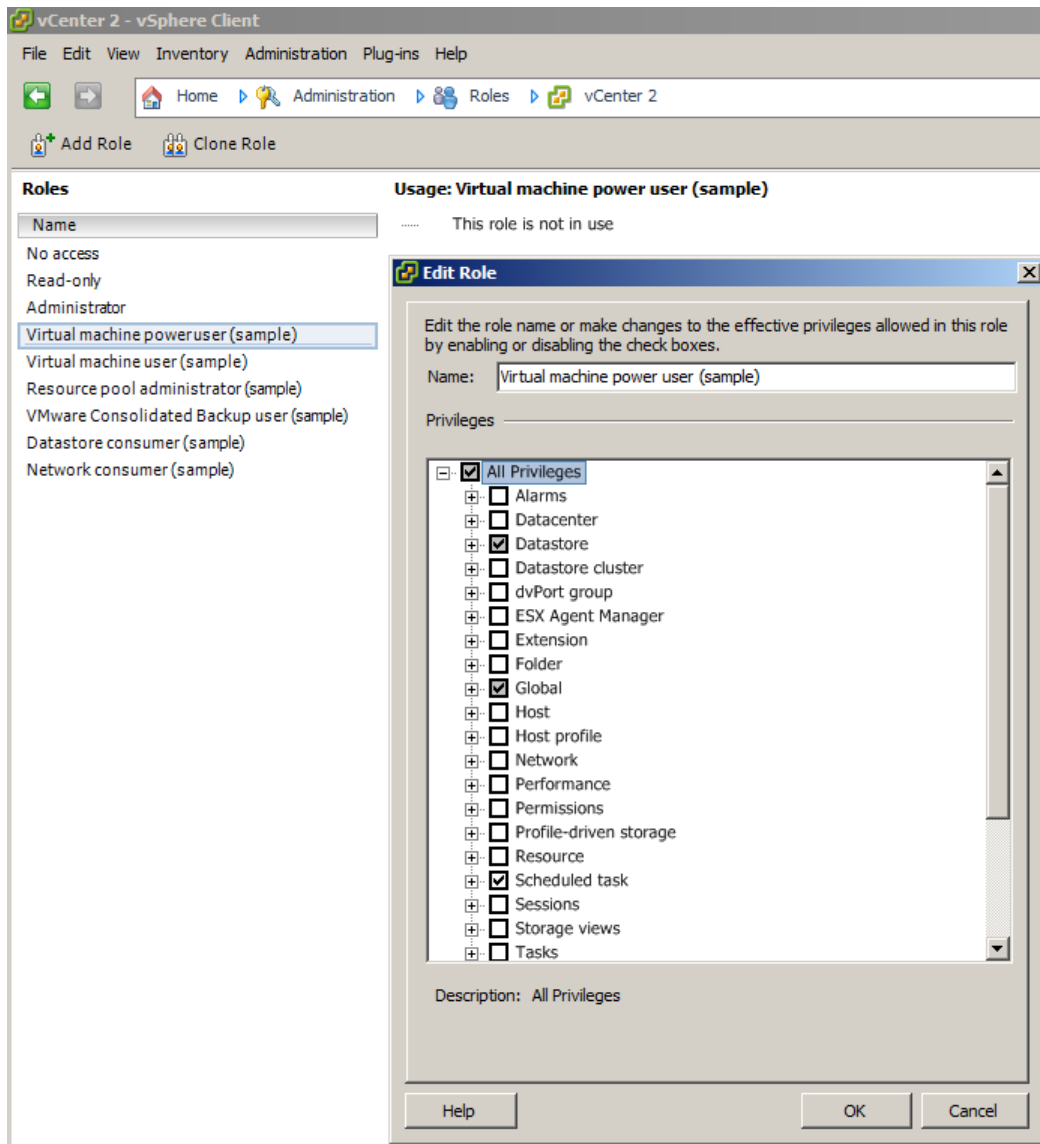 vCenter 2 - vSphere Client
File Edit View Inventory Administration Plug-ins Help
Home Administration Roles vCenter 2
Add Role Clone Role
Roles
Name
No access
Read-only
Administrator
Virtual machine poweruser (sample)
Virtual machine user (sample)
Resource pool administrator (sample)
VMware Consolidated Backup user (sample)
Datastore consumer (sample)
Network consumer (sample)
Usage: Virtual machine power user (sample)
This role is not in use
Edit Role
Edit the role name or make changes to the effective privileges allowed in this role
by enabling or disabling the check boxes.
Name: Virtual machine power user (sample)
Privileges
All Privileges
Alarms
Datacenter
Datastore
Datastore cluster
dvPort group
ESX Agent Manager
Extension
Folder
Global
Host
Host profile
Network
Performance
Permissions
Profile-driven storage
Resource
Scheduled task
Sessions
Storage views
Tasks
Description: All Privileges
Help OK Cancel